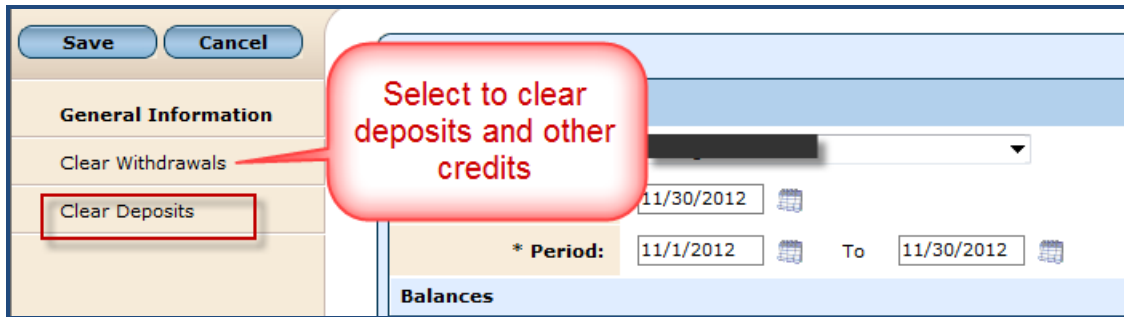 Save
Cancel
General Information
Clear Withdrawals
Clear Deposits
Select to clear
deposits and other
credits
11/30/2012
* Period:
11/1/2012
To
11/30/2012
Balances